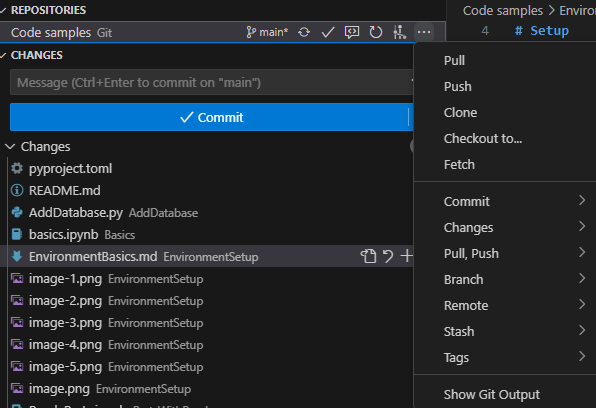 REPOSITORIES
Code samples Git main*
CHANGES
Message (Ctrl+Enter to commit on "main")
Commit
Changes
pyproject.toml
README.md
AddDatabase.py AddDatabase
basics.ipynb Basics
EnvironmentBasics.md EnvironmentSetup
image-1.png EnvironmentSetup
image-2.png EnvironmentSetup
image-3.png EnvironmentSetup
image-4.png EnvironmentSetup
image-5.png EnvironmentSetup
image.png EnvironmentSetup
Code samples > Enviro
4 # Setup
Pull
Push
Clone
Checkout to...
Fetch
Commit
Changes
Pull, Push
Branch
Remote
Stash
Tags
Show Git Output